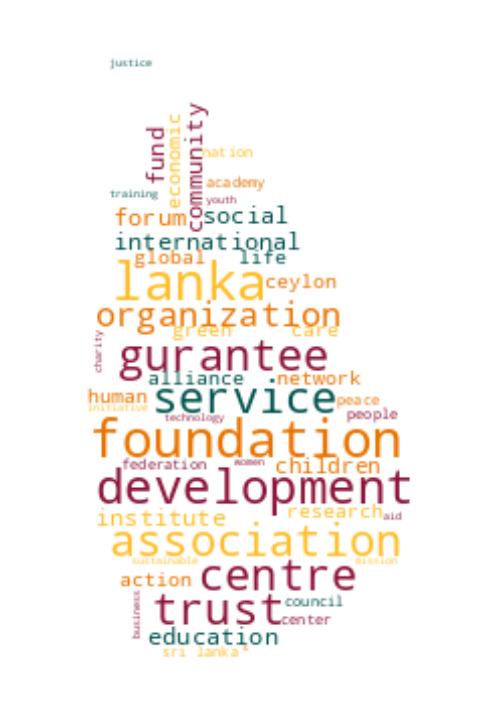 justice
fund
economic
community
nation
academy
training
youth
forum
social
international
global
life
lanka
ceylon
organization
green
care
charity
gurantee
alliance
network
human
service
peace
initiative
people
technology
foundation
federation
women
children
development
institute
research
aid
association
sustainable
mission
action
centre
business
trust
council
center
education
sri lanka"